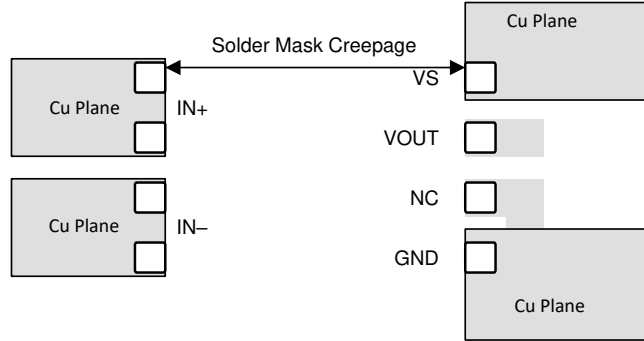 Cu Plane
Solder Mask Creepage
VS
Cu Plane
IN+
VOUT
NC
Cu Plane
IN–
GND
Cu Plane